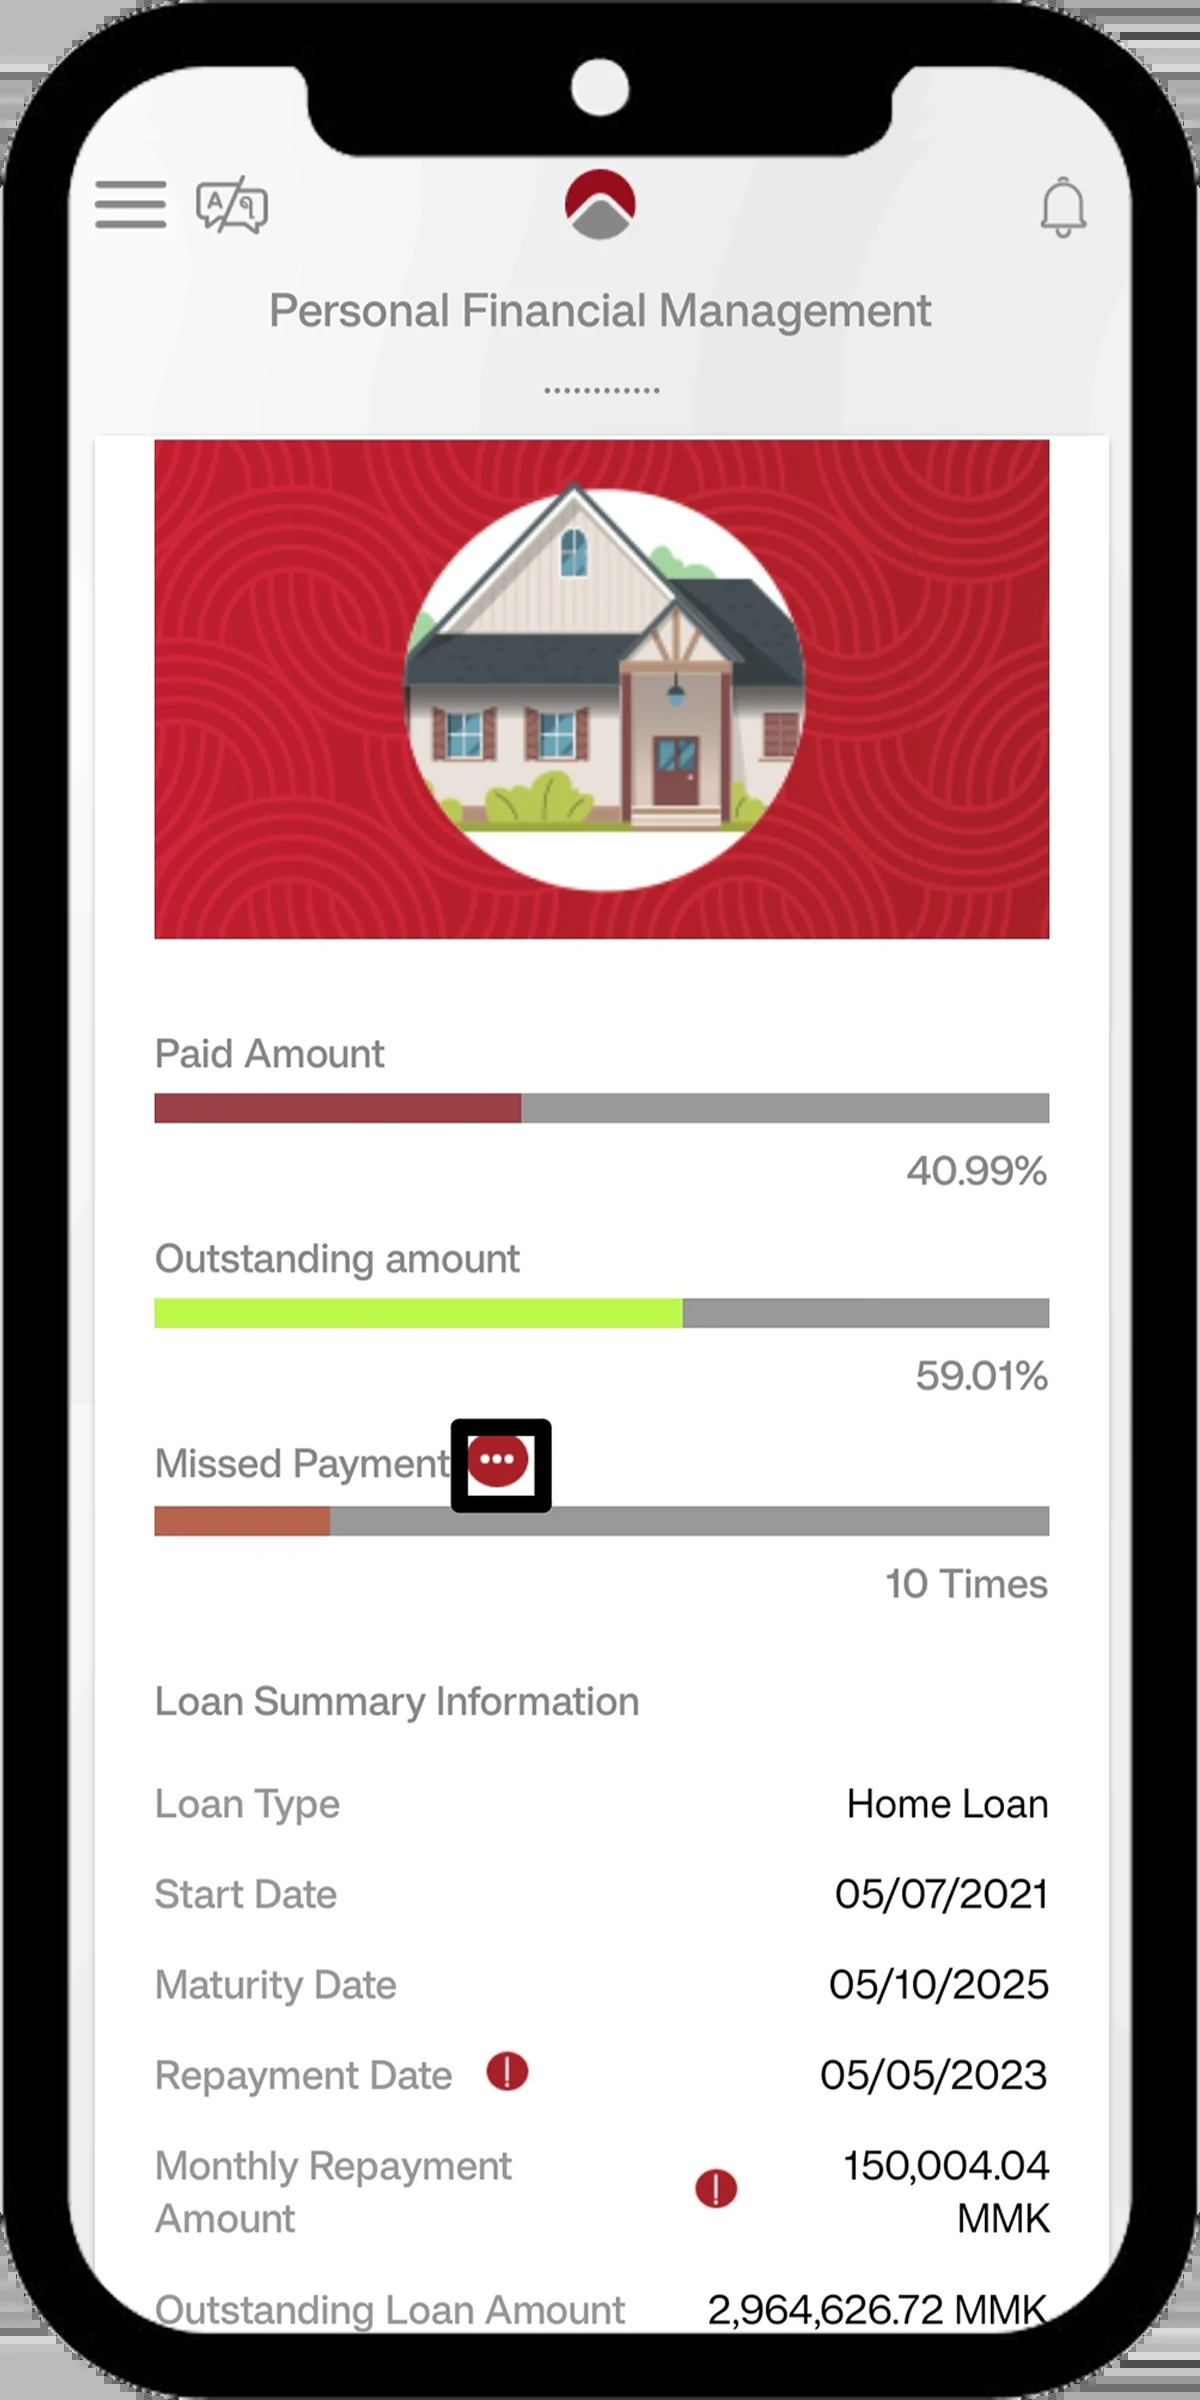 A
Personal Financial Management
Paid Amount
40.99%
Outstanding amount
59.01%
Missed Payment
10 Times
Loan Summary Information
Loan Type Home Loan
Start Date 05/07/2021
Maturity Date 05/10/2025
Repayment Date 05/05/2023
Monthly Repayment 150,004.04
Amount MMK
Outstanding Loan Amount 2,964,626.72 MMK